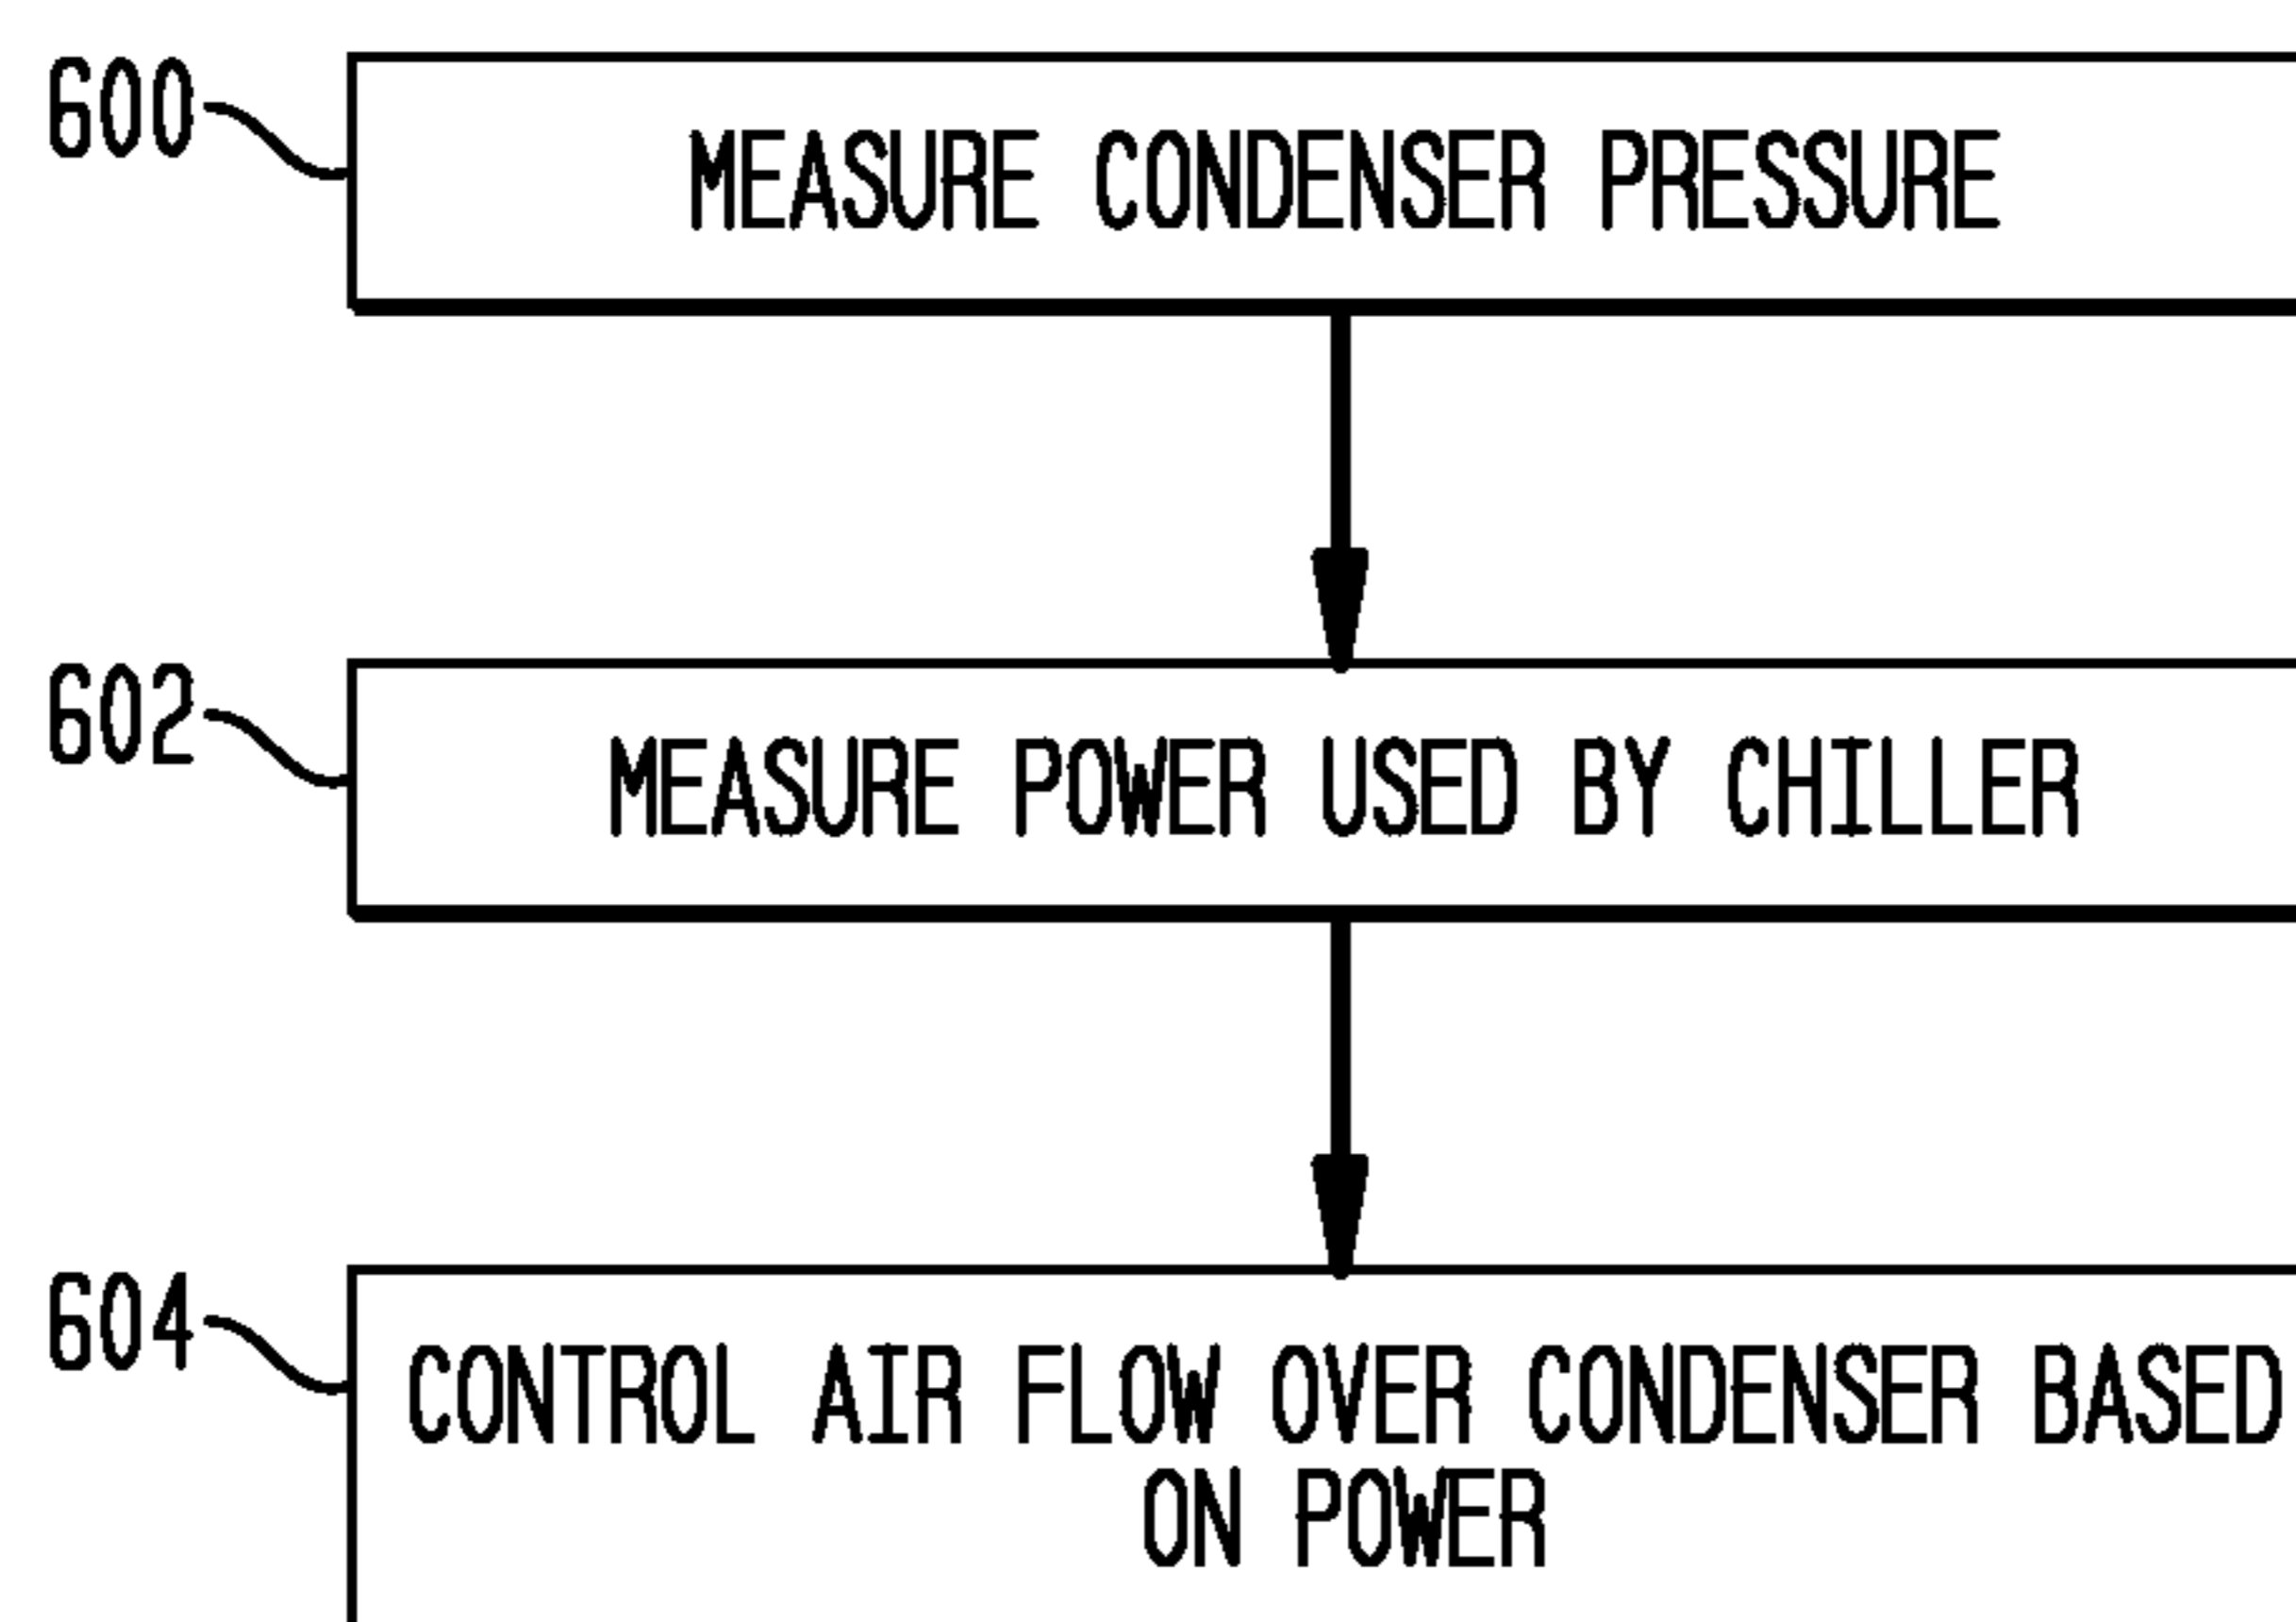 600
MEASURE CONDENSER PRESSURE
602
MEASURE POWER USED BY CHILLER
604
CONTROL AIR FLOW OVER CONDENSER BASED
ON POWER